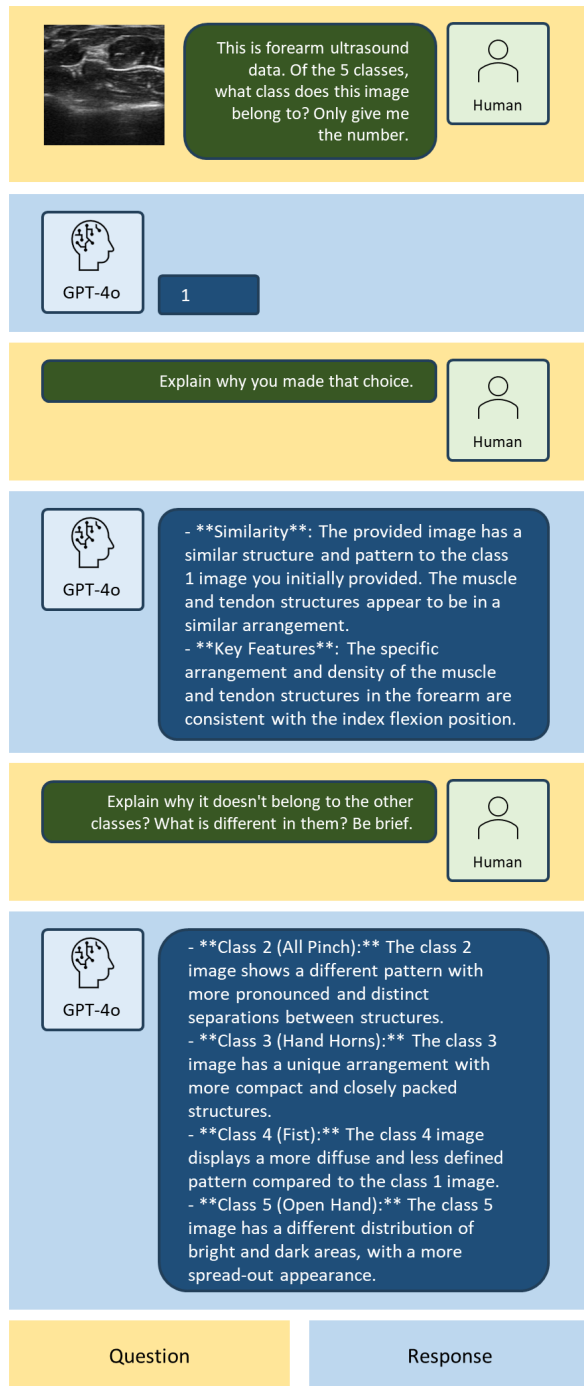 This is forearm ultrasound
data. Of the 5 classes,
what class does this image
belong to? Only give me
the number.
Human
GPT-4o
1
Explain why you made that choice.
Human
GPT-4o
- **Similarity**: The provided image has a
similar structure and pattern to the class
1 image you initially provided. The muscle
and tendon structures appear to be in a
similar arrangement.
- **Key Features**: The specific
arrangement and density of the muscle
and tendon structures in the forearm are
consistent with the index flexion position.
Explain why it doesn't belong to the other
classes? What is different in them? Be brief.
Human
GPT-4o
- **Class 2 (All Pinch):** The class 2
image shows a different pattern with
more pronounced and distinct
separations between structures.
- **Class 3 (Hand Horns):** The class 3
image has a unique arrangement with
more compact and closely packed
structures.
- **Class 4 (Fist):** The class 4 image
displays a more diffuse and less defined
pattern compared to the class 1 image.
- **Class 5 (Open Hand):** The class 5
image has a different distribution of
bright and dark areas, with a more
spread-out appearance.
Question
Response